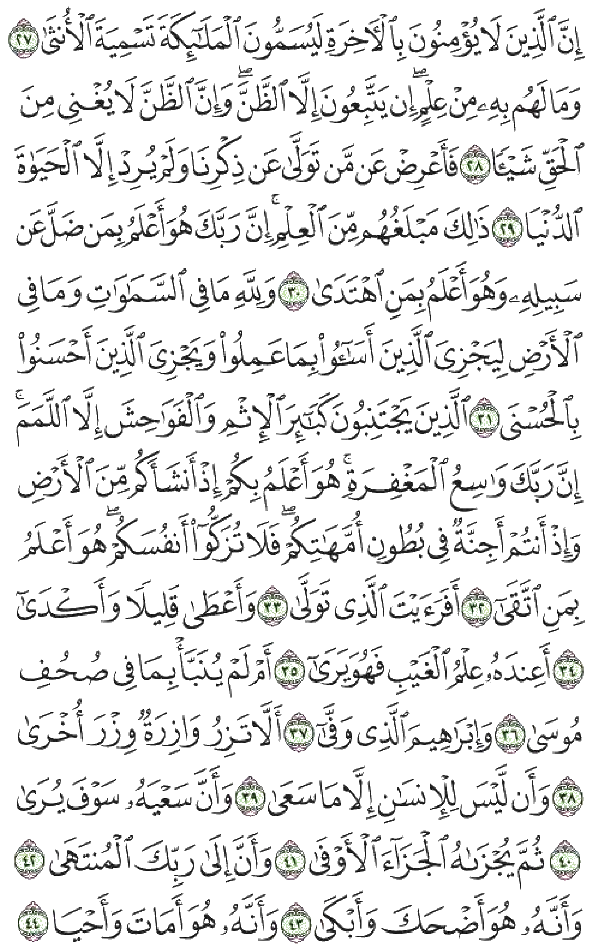 إِنَّ ٱلَّذِينَ لَا يُؤْمِنُونَ بِٱلْأَخِرَةِ لَيُسَمُّونَ ٱلْمَلَـٰٓئِكَةَ تَسْمِيَةَ ٱلْأُنثَىٰ ٢٧
وَمَا لَهُم بِهِۦ مِنْ عِلْمٍ ۖ إِن يَتَّبِعُونَ إِلَّا ٱلظَّنَّ ۖ وَإِنَّ ٱلظَّنَّ لَا يُغْنِى مِنَ
ٱلْحَقِّ شَيْـًٔا ٢٨ فَأَعْرِضْ عَن مَّن تَوَلَّىٰ عَن ذِكْرِنَا وَلَمْ يُرِدْ إِلَّا ٱلْحَيَوٰةَ
ٱلدُّنْيَا ٢٩ ذَٰلِكَ مَبْلَغُهُم مِّنَ ٱلْعِلْمِ ۚ إِنَّ رَبَّكَ هُوَ أَعْلَمُ بِمَن ضَلَّ عَن
سَبِيلِهِۦ وَهُوَ أَعْلَمُ بِمَنِ ٱهْتَدَىٰ ٣٠ وَلِلَّهِ مَا فِى ٱلسَّمَـٰوَٰتِ وَمَا فِى
ٱلْأَرْضِ لِيَجْزِىَ ٱلَّذِينَ أَسَـٰٓـُٔوا۟ بِمَا عَمِلُوا۟ وَيَجْزِىَ ٱلَّذِينَ أَحْسَنُوا۟
بِٱلْحُسْنَى ٣١ ٱلَّذِينَ يَجْتَنِبُونَ كَبَـٰٓئِرَ ٱلْإِثْمِ وَٱلْفَوَٰحِشَ إِلَّا ٱللَّمَمَ ۚ
إِنَّ رَبَّكَ وَٰسِعُ ٱلْمَغْفِرَةِ ۚ هُوَ أَعْلَمُ بِكُمْ إِذْ أَنشَأَكُم مِّنَ ٱلْأَرْضِ
وَإِذْ أَنتُمْ أَجِنَّةٌ فِى بُطُونِ أُمَّهَـٰتِكُمْ ۖ فَلَا تُزَكُّوٓا۟ أَنفُسَكُمْ ۖ هُوَ أَعْلَمُ
بِمَنِ ٱتَّقَىٰٓ ٣٢ أَفَرَءَيْتَ ٱلَّذِى تَوَلَّىٰ ٣٣ وَأَعْطَىٰ قَلِيلًا وَأَكْدَىٰٓ
٣٤ أَعِندَهُۥ عِلْمُ ٱلْغَيْبِ فَهُوَ يَرَىٰٓ ٣٥ أَمْ لَمْ يُنَبَّأْ بِمَا فِى صُحُفِ
مُوسَىٰ ٣٦ وَإِبْرَٰهِيمَ ٱلَّذِى وَفَّىٰٓ ٣٧ أَلَّا تَزِرُ وَازِرَةٌ وِزْرَ أُخْرَىٰ
٣٨ وَأَن لَّيْسَ لِلْإِنسَـٰنِ إِلَّا مَا سَعَىٰ ٣٩ وَأَنَّ سَعْيَهُۥ سَوْفَ يُرَىٰ
٤٠ ثُمَّ يُجْزَىٰهُ ٱلْجَزَآءَ ٱلْأَوْفَىٰ ٤١ وَأَنَّ إِلَىٰ رَبِّكَ ٱلْمُنتَهَىٰ ٤٢
وَأَنَّهُۥ هُوَ أَضْحَكَ وَأَبْكَىٰ ٤٣ وَأَنَّهُۥ هُوَ أَمَاتَ وَأَحْيَا ٤٤